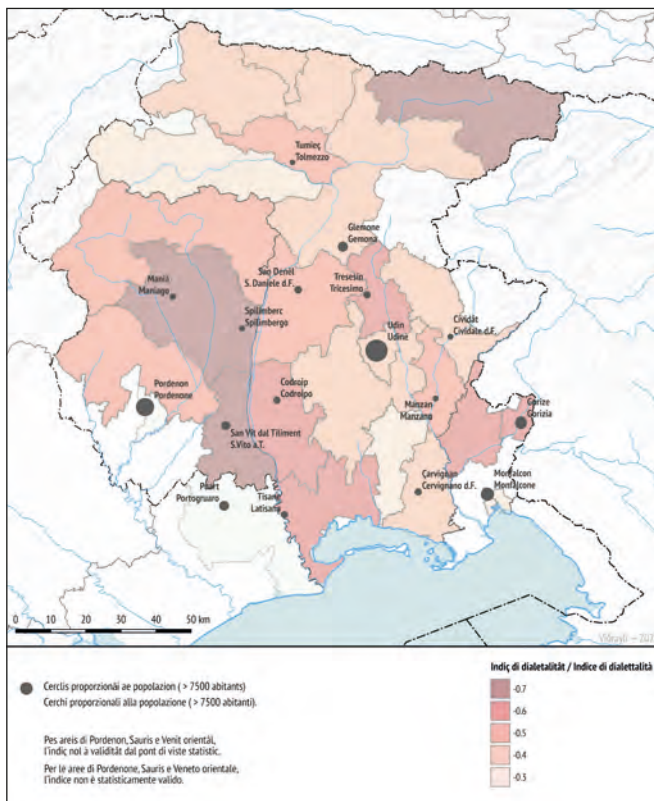 Tumieç
Tolmezzo
Glemone
Gemona
San Denêl
S. Daniele d.F.
Tresesin
Tricesimo
Manià
Maniago
Spilimberc
Spilimbergo
Udin
Udine
Cividât
Cividale d.F.
Pordenon
Pordenone
Codroip
Codroipo
Manzan
Manzano
Gurize
Gorizia
San Vît dal Tiliment
S.Vito a.T.
Puart
Portogruaro
Tisane
Latisana
Çarvignan
Cervignano d.F.
Monfalcon
Monfalcone
0 10 20 30 40 50 km
Cerclis proporzionâi ae popolazion ( > 7500 abitants)
Cerchi proporzionali alla popolazione ( > 7500 abitanti).
Pes areis di Pordenon, Sauris e Venit orientâl,
l'indiç nol à validitât dal pont di viste statistic.
Per le aree di Pordenone, Sauris e Veneto orientale,
l'indice non è statisticamente valido.
Indiç di dialetalitât / Indice di dialettalità
-0.7
-0.6
-0.5
-0.4
-0.3